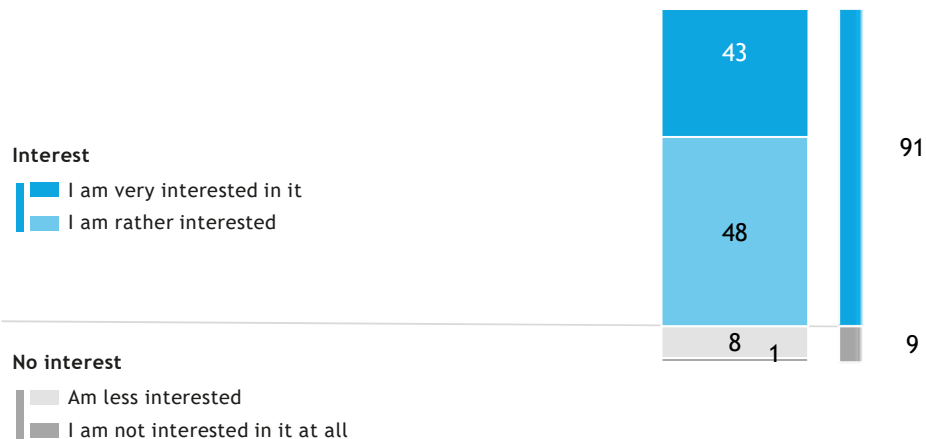 43
Interest
91
I am very interested in it
I am rather interested
48
8
1
9
No interest
Am less interested
I am not interested in it at all